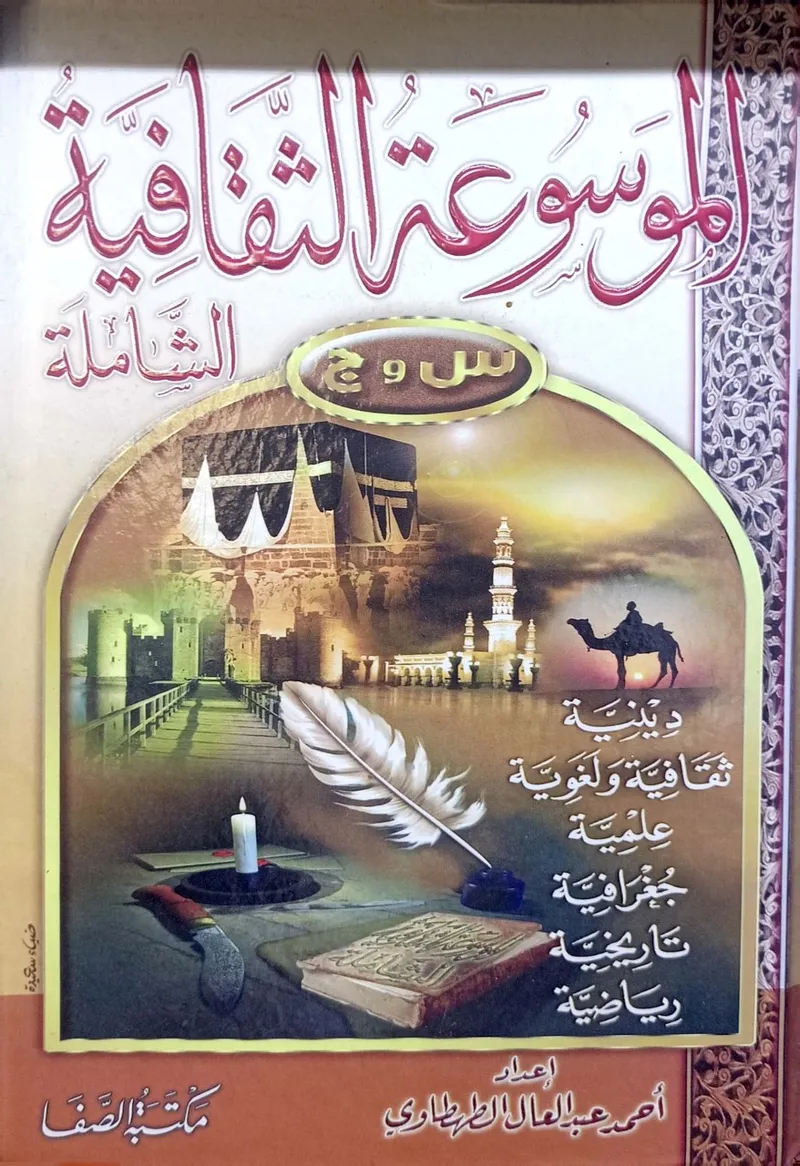 الموسوعة الثقافية
الشاملة
س و ج
دينية
ثقافية ولغوية
علمية
جغرافية
تاريخية
رياضية
إعداد
أحمد عبد العال الطهطاوي
مكتبة الصفا